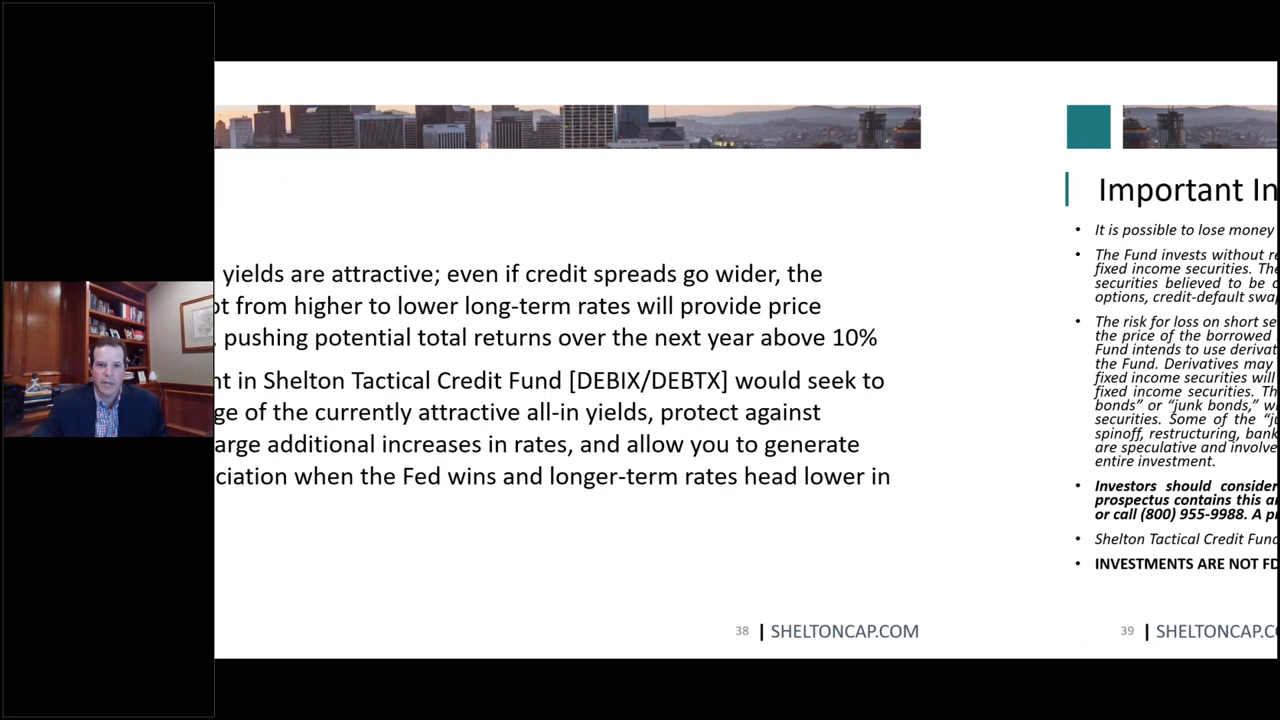 yields are attractive; even if credit spreads go wider, the
from higher to lower long-term rates will provide price
pushing potential total returns over the next year above 10%
in Shelton Tactical Credit Fund [DEBIX/DEBTX] would seek to
of the currently attractive all-in yields, protect against
additional increases in rates, and allow you to generate
when the Fed wins and longer-term rates head lower in
38 | SHELTONCAP.COM
Important In
• It is possible to lose money
• The Fund invests without re
fixed income securities. The
securities believed to be
options, credit-default swa
• The risk for loss on short se
the price of the borrowed
Fund intends to use derivat
the Fund. Derivatives may
fixed income securities will
fixed income securities. Th
bonds” or “junk bonds,” w
securities. Some of the “j
spinoff, restructuring, bank
are speculative and involve
entire investment.
• Investors should consider
prospectus contains this a
or call (800) 955-9988. A p
• Shelton Tactical Credit Fund
• INVESTMENTS ARE NOT FD
39 | SHELTONCAP.C